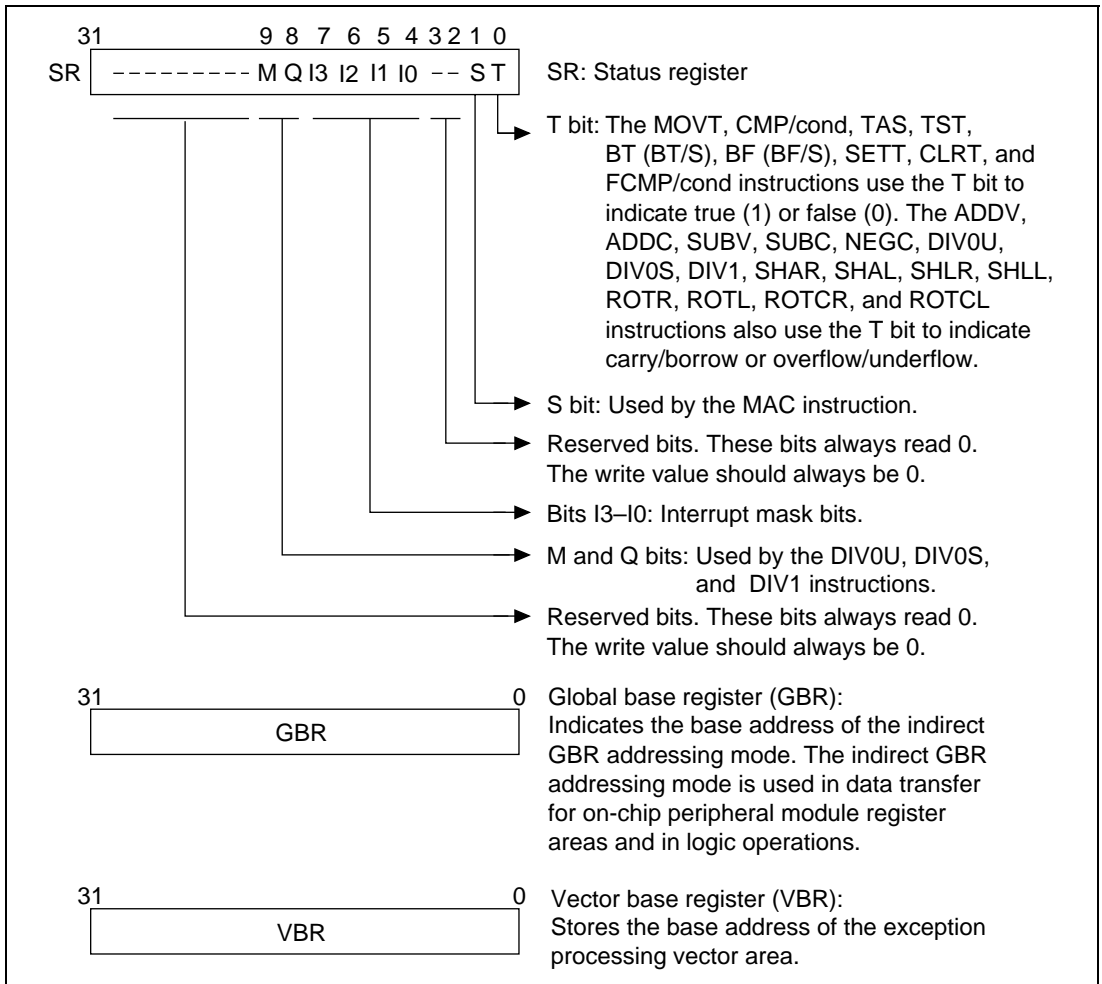 31 9 8 7 6 5 4 3 2 1 0
SR ---------- M Q I3 I2 I1 I0 -- S T SR: Status register
T bit: The MOVT, CMP/cond, TAS, TST,
BT (BT/S), BF (BF/S), SETT, CLRT, and
FCMP/cond instructions use the T bit to
indicate true (1) or false (0). The ADDV,
ADDC, SUBV, SUBC, NEGC, DIV0U,
DIV0S, DIV1, SHAR, SHAL, SHLR, SHLL,
ROTR, ROTL, ROTCR, and ROTCL
instructions also use the T bit to indicate
carry/borrow or overflow/underflow.
S bit: Used by the MAC instruction.
Reserved bits. These bits always read 0.
The write value should always be 0.
Bits I3–I0: Interrupt mask bits.
M and Q bits: Used by the DIV0U, DIV0S,
and DIV1 instructions.
Reserved bits. These bits always read 0.
The write value should always be 0.
31 0 Global base register (GBR):
GBR Indicates the base address of the indirect
GBR addressing mode. The indirect GBR
addressing mode is used in data transfer
for on-chip peripheral module register
areas and in logic operations.
31 0 Vector base register (VBR):
VBR Stores the base address of the exception
processing vector area.